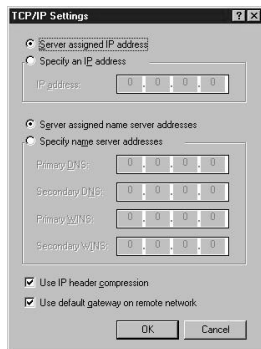 TCP/IP Settings
Server assigned IP address
Specify an IP address
IP address: 0 . 0 . 0 . 0
Server assigned name server addresses
Specify name server addresses
Primary DNS: 0 . 0 . 0 . 0
Secondary DNS: 0 . 0 . 0 . 0
Primary WINS: 0 . 0 . 0 . 0
Secondary WINS: 0 . 0 . 0 . 0
Use IP header compression
Use default gateway on remote network
OK Cancel